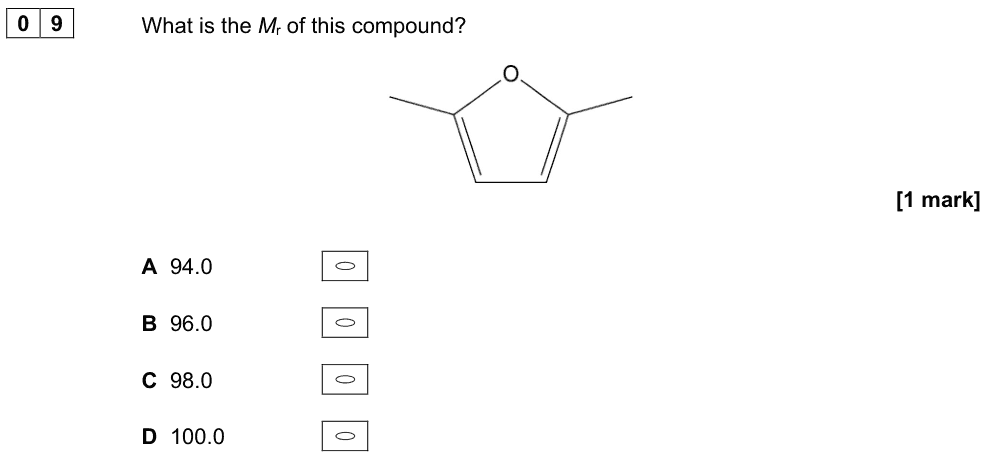 0 9 What is the Mr of this compound?
O
[1 mark]
A 94.0
B 96.0
C 98.0
D 100.0